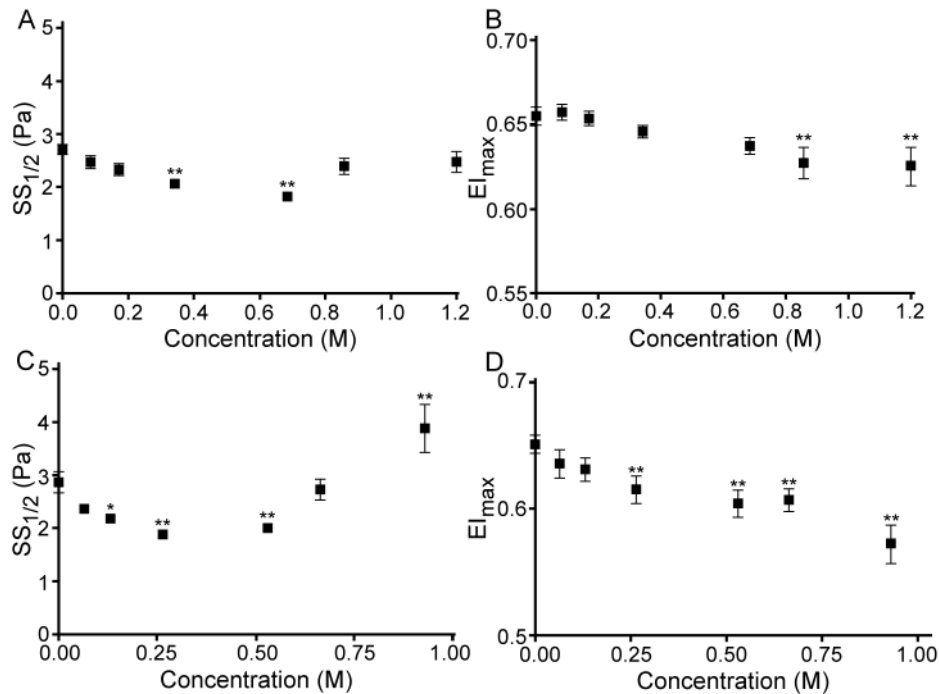 A
5
4
3
2
1
0
SS1/2 (Pa)
**
**
0.0 0.2 0.4 0.6 0.8 1.0 1.2
Concentration (M)
B
0.70
0.65
0.60
0.55
EImax
**
**
0.0 0.2 0.4 0.6 0.8 1.0 1.2
Concentration (M)
C
5
4
3
2
1
0
SS1/2 (Pa)
*
**
**
**
0.00 0.25 0.50 0.75 1.00
Concentration (M)
D
0.7
0.6
0.5
EImax
**
**
**
**
0.00 0.25 0.50 0.75 1.00
Concentration (M)